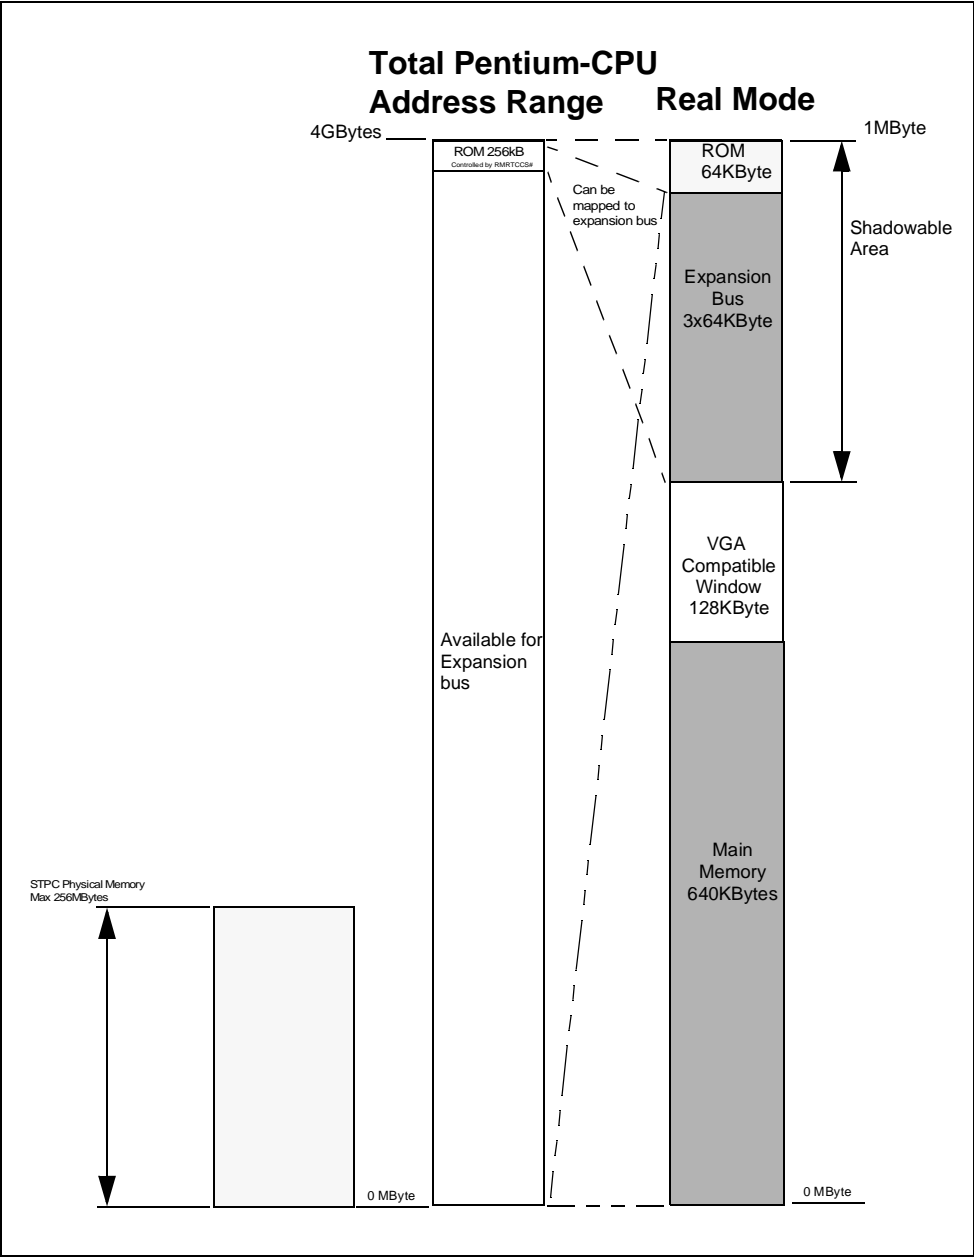 Total Pentium-CPU
Address Range
Real Mode
4GBytes
1MByte
ROM 256kB
Controlled by RMRTCCS#
ROM
64KByte
Can be
mapped to
expansion bus
Shadowable
Area
Expansion
Bus
3x64KByte
VGA
Compatible
Window
128KByte
Available for
Expansion
bus
Main
Memory
640KBytes
STPC Physical Memory
Max 256MBytes
0 MByte
0 MByte